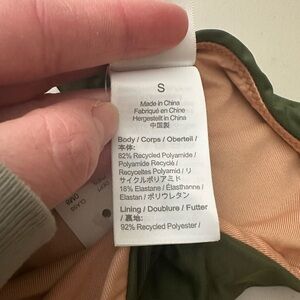 S
Made in China
Fabriqué en Chine
Hergestellt in China
中国製
Body / Corps / Oberteil /
本体:
82% Recycled Polyamide /
Polyamide Recyclé /
Recyceltes Polyamid / リ
サイクルポリアミド
18% Elastane / Élasthanne /
Elastan / ポリウレタン
Lining / Doublure / Futter
/ 裏地:
92% Recycled Polyester /